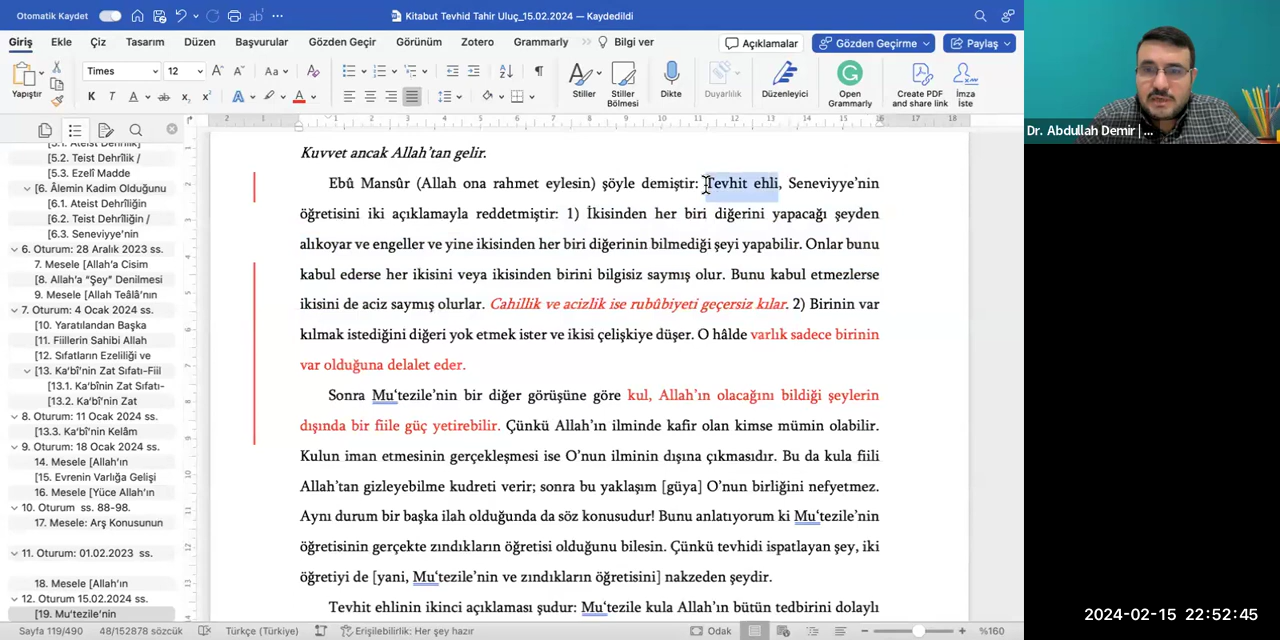 Otomatik Kaydet
Kitabut Tevhid Tahir Uluç_15.02.2024 — Kaydedildi
Giriş Ekle Çiz Tasarım Düzen Başvurular Gözden Geçir Görünüm Zotero Grammarly Bilgi ver
Açıklamalar Gözden Geçirme Paylaş
Yapıştır
Times 12
Stiller
Stiller Bölmesi
Dikte
Duyarlılık
Düzenleyici
Open Grammarly
Create PDF and share link
İmza İste
[5.1. Ateist Dehrîlik]
[5.2. Teist Dehrîlik /
[5.3. Ezelî Madde
[6. Âlemin Kadim Olduğunu
[6.1. Ateist Dehriliğin
[6.2. Teist Dehriliğin /
[6.3. Seneviyye'nin
6. Oturum: 28 Aralık 2023 ss.
7. Mesele [Allah'a Cisim
[8. Allah'a “Şey” Denilmesi
9. Mesele [Allah Teâlâ'nın
7. Oturum: 4 Ocak 2024 ss.
[10. Yaratılandan Başka
[11. Fiillerin Sahibi Allah
[12. Sıfatların Ezelîliği ve
[13. Ka‘bî'nin Zat Sıfatı-Fiil
[13.1. Ka‘bînin Zat Sıfatı-
[13.2. Ka‘bî'nin Zat
8. Oturum: 11 Ocak 2024 ss.
[13.3. Ka‘bî'nin Kelâm
9. Oturum: 18 Ocak 2024 ss.
14. Mesele [Allah'ın
[15. Evrenin Varlığa Gelişi
16. Mesele [Yüce Allah'ın
10. Oturum ss. 88-98.
17. Mesele: Arş Konusunun
11. Oturum: 01.02.2023 ss.
18. Mesele [Allah'ın
12. Oturum 15.02.2024 ss.
[19. Mu‘tezile'nin
Kuvvet ancak Allah’tan gelir.
Ebû Mansûr (Allah ona rahmet eylesin) şöyle demiştir: Tevhit ehli, Seneviyye’nin
öğretisini iki açıklamayla reddetmiştir: 1) İkisinden her biri diğerini yapacağı şeyden
alıkoyar ve engeller ve yine ikisinden her biri diğerinin bilmediği şeyi yapabilir. Onlar bunu
kabul ederse her ikisini veya ikisinden birini bilgisiz saymış olur. Bunu kabul etmezlerse
ikisini de aciz saymış olurlar. Cahillik ve acizlik ise rubûbiyeti geçersiz kılar. 2) Birinin var
kılmak istediğini diğeri yok etmek ister ve ikisi çelişkiye düşer. O hâlde varlık sadece birinin
var olduğuna delalet eder.
Sonra Mu‘tezile’nin bir diğer görüşüne göre kul, Allah’ın olacağını bildiği şeylerin
dışında bir fiile güç yetirebilir. Çünkü Allah’ın ilminde kafir olan kimse mümin olabilir.
Kulun iman etmesinin gerçekleşmesi ise O’nun ilminin dışına çıkmasıdır. Bu da kula fiili
Allah’tan gizleyebilme kudreti verir; sonra bu yaklaşım [güya] O’nun birliğini nefyetmez.
Aynı durum bir başka ilah olduğunda da söz konusudur! Bunu anlatıyorum ki Mu‘tezile’nin
öğretisinin gerçekte zındıkların öğretisi olduğunu bilesin. Çünkü tevhidi ispatlayan şey, iki
öğretiyi de [yani, Mu‘tezile’nin ve zındıkların öğretisini] nakzeden şeydir.
Tevhit ehlinin ikinci açıklaması şudur: Mu‘tezile kula Allah’ın bütün tedbirini dolaylı
Sayfa 119/490 48/152878 sözcük Türkçe (Türkiye) Erişilebilirlik: Her şey hazır Odak %160
Dr. Abdullah Demir | ...
2024-02-15 22:52:45